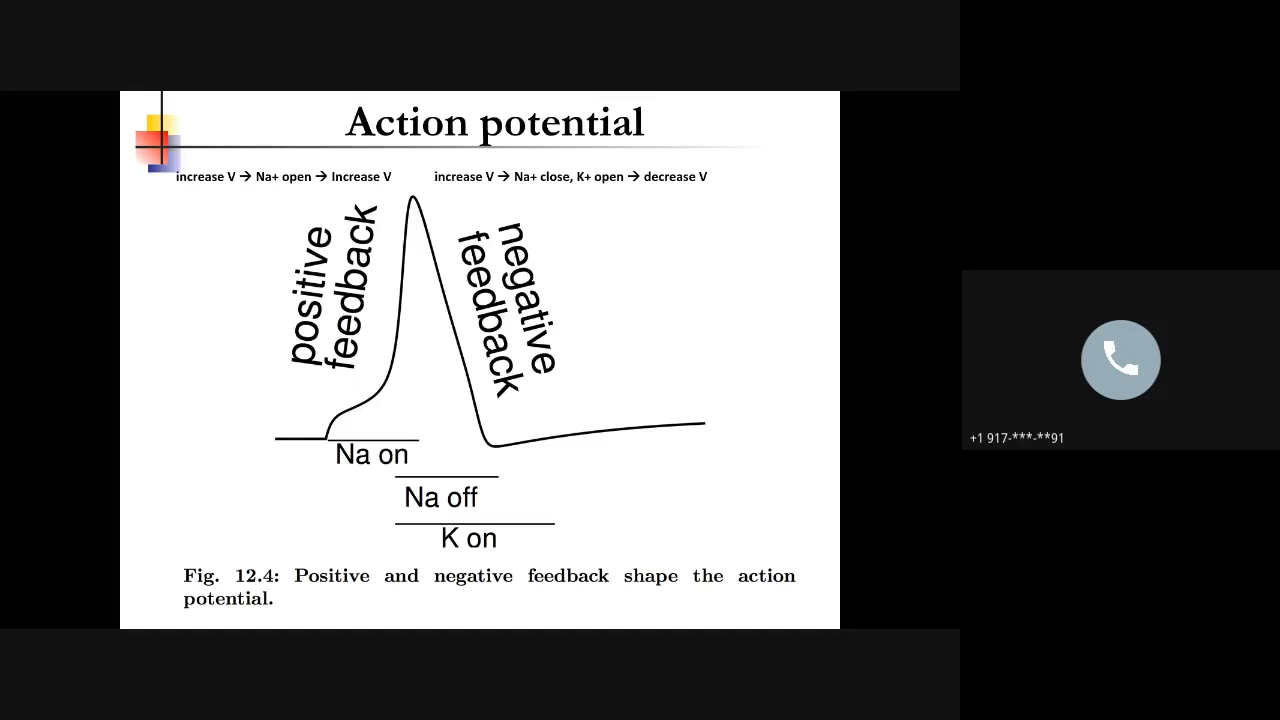 Action potential
increase V → Na+ open → Increase V
increase V → Na+ close, K+ open → decrease V
positive
feedback
negative
feedback
Na on
Na off
K on
Fig. 12.4: Positive and negative feedback shape the action
potential.
+1 917-***-**91